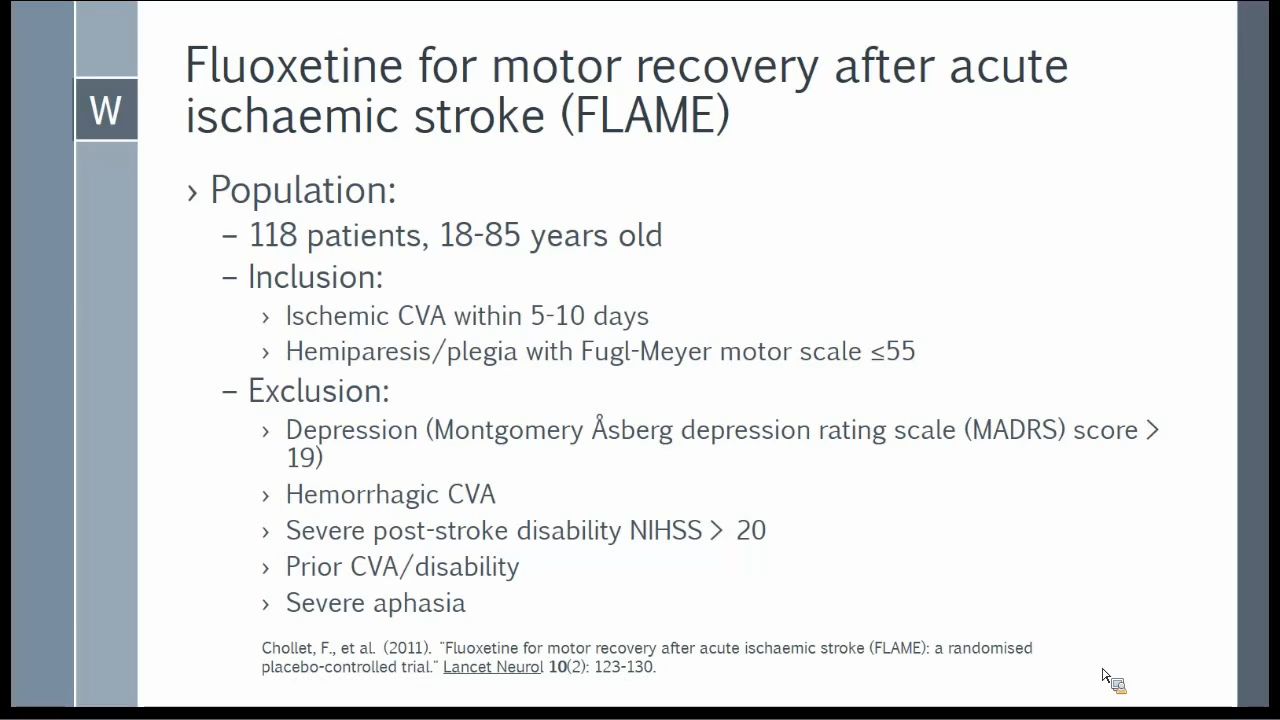 Fluoxetine for motor recovery after acute
ischaemic stroke (FLAME)
W
› Population:
– 118 patients, 18-85 years old
– Inclusion:
› Ischemic CVA within 5-10 days
› Hemiparesis/plegia with Fugl-Meyer motor scale ≤55
– Exclusion:
› Depression (Montgomery Åsberg depression rating scale (MADRS) score >
19)
› Hemorrhagic CVA
› Severe post-stroke disability NIHSS > 20
› Prior CVA/disability
› Severe aphasia
Chollet, F., et al. (2011). "Fluoxetine for motor recovery after acute ischaemic stroke (FLAME): a randomised
placebo-controlled trial." Lancet Neurol 10(2): 123-130.